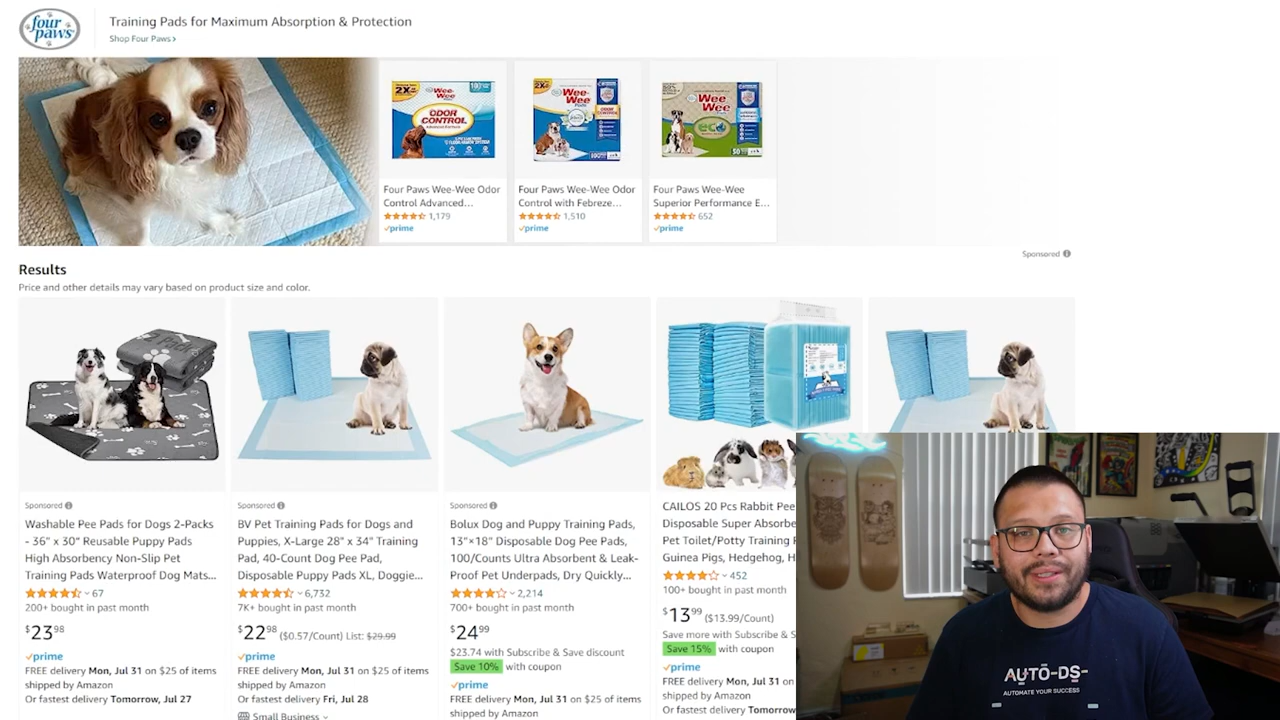 four
paws
Training Pads for Maximum Absorption & Protection
Shop Four Paws ›
2X
Wee-Wee
ODOR
CONTROL
Four Paws Wee-Wee Odor
Control Advanced...
1,179
prime
2X
Wee-Wee
Four Paws Wee-Wee Odor
Control with Febreze...
1,510
prime
Wee
Wee
eco
50
Four Paws Wee-Wee
Superior Performance E...
652
prime
Sponsored
Results
Price and other details may vary based on product size and color.
Sponsored
Washable Pee Pads for Dogs 2-Packs
- 36" x 30" Reusable Puppy Pads
High Absorbency Non-Slip Pet
Training Pads Waterproof Dog Mats...
67
200+ bought in past month
$23.98
prime
FREE delivery Mon, Jul 31 on $25 of items
shipped by Amazon
Or fastest delivery Tomorrow, Jul 27
Sponsored
BV Pet Training Pads for Dogs and
Puppies, X-Large 28" x 34" Training
Pad, 40-Count Dog Pee Pad,
Disposable Puppy Pads XL, Doggie...
6,732
7K+ bought in past month
$22.98 ($0.57/Count) List: $29.99
prime
FREE delivery Mon, Jul 31 on $25 of items
shipped by Amazon
Or fastest delivery Fri, Jul 28
Small Business
Sponsored
Bolux Dog and Puppy Training Pads,
13"×18" Disposable Dog Pee Pads,
100/Counts Ultra Absorbent & Leak-
Proof Pet Underpads, Dry Quickly...
2,214
700+ bought in past month
$24.99
$23.74 with Subscribe & Save discount
Save 10% with coupon
prime
FREE delivery Mon, Jul 31 on $25 of items
shipped by Amazon
CAILOS 20 Pcs Rabbit Pee
Disposable Super Absorbe
Pet Toilet/Potty Training
Guinea Pigs, Hedgehog, H
452
100+ bought in past month
$13.99 ($13.99/Count)
Save more with Subscribe & S
Save 15% with coupon
prime
FREE delivery Mon, Jul 31
shipped by Amazon
Or fastest delivery Tomorrow
AUTO-DS-
AUTOMATE YOUR SUCCESS